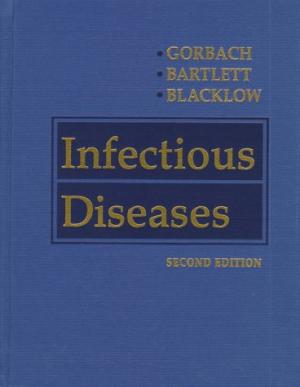 • GORBACH
• BARTLETT
• BLACKLOW
Infectious
Diseases
SECOND EDITION